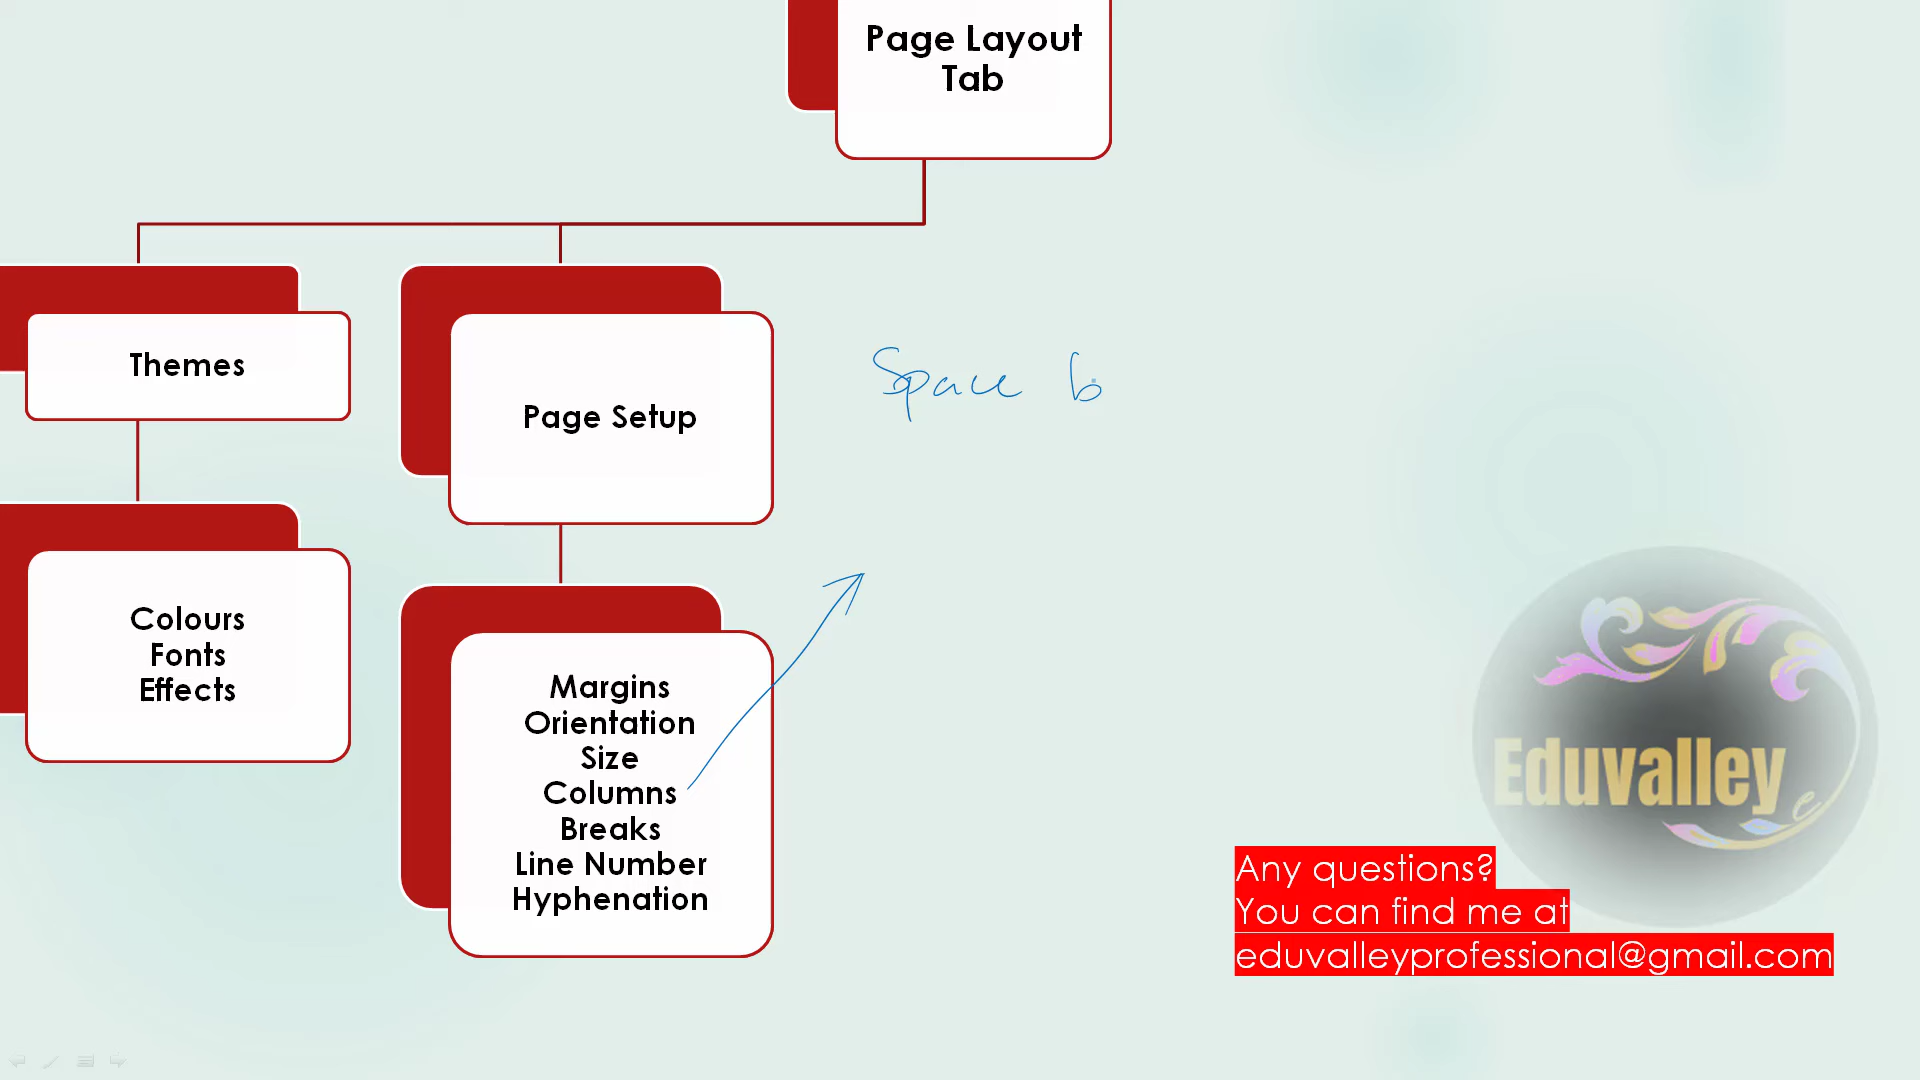 Page Layout
Tab
Themes
Page Setup
Space b
Colours
Fonts
Effects
Margins
Orientation
Size
Columns
Breaks
Line Number
Hyphenation
Eduvalley
e
Any questions?
You can find me at
eduvalleyprofessional@gmail.com